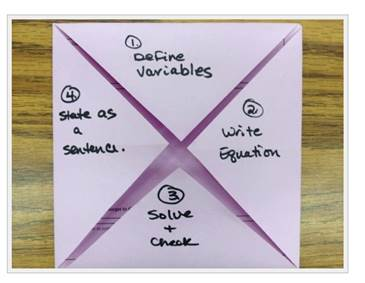 ①
Define
variables
②
Write
Equation
③
Solve
+
Check
④
State as
a
sentence.